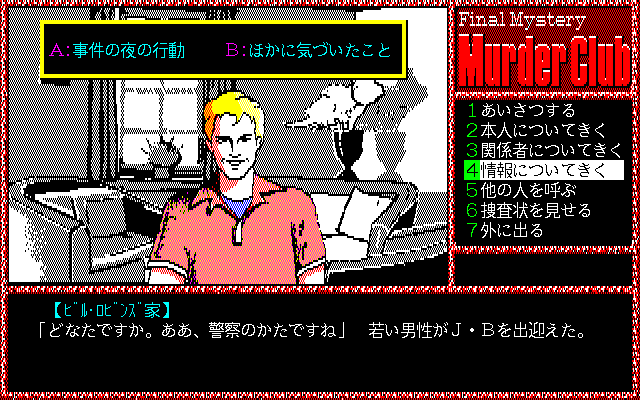 A:事件の夜の行動 B:ほかに気づいたこと
Final Mystery
Murder Club
1あいさつする
2本人についてきく
3関係者についてきく
4情報についてきく
5他の人を呼ぶ
6捜査状を見せる
7外に出る
【ﾋﾞﾙ・ﾛﾋﾞﾝｽﾞ家】
「どなたですか。ああ、警察のかたですね」 若い男性がJ・Bを出迎えた。